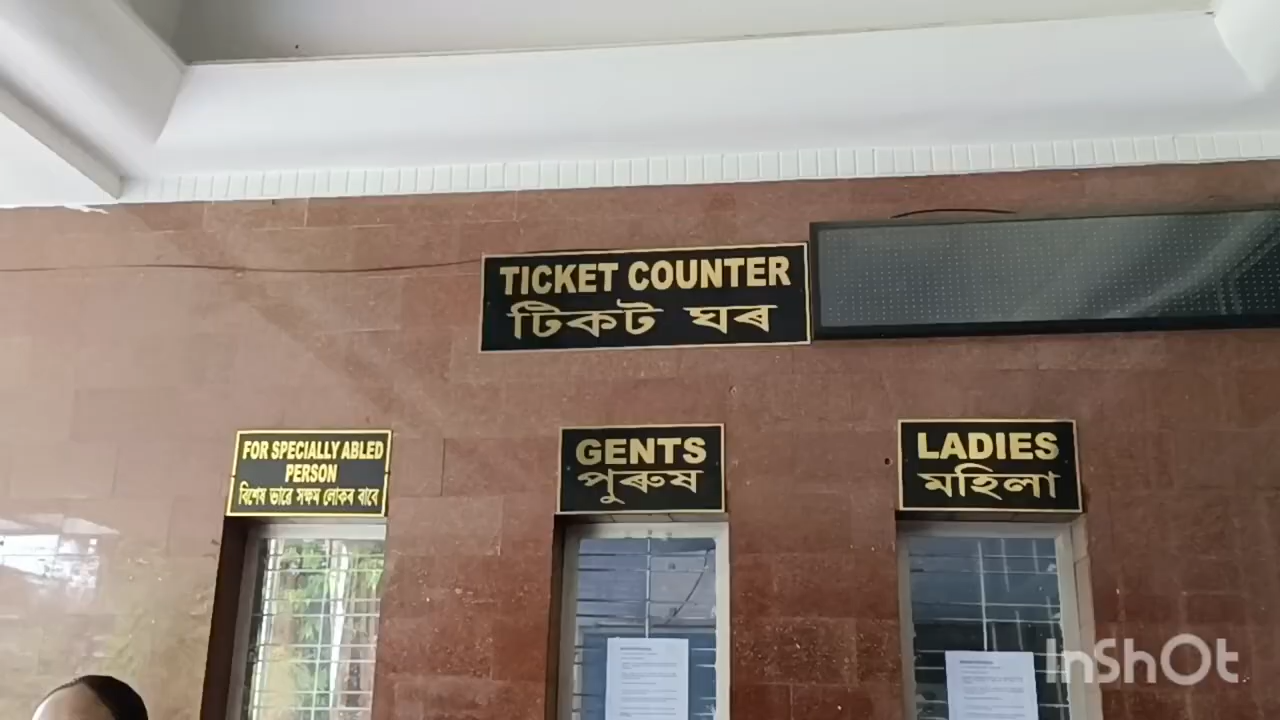 TICKET COUNTER
টিকট ঘৰ
FOR SPECIALLY ABLED
PERSON
বিশেষ ভাৱে সক্ষম লোকৰ বাবে
GENTS
পুৰুষ
LADIES
মহিলা
InShOt